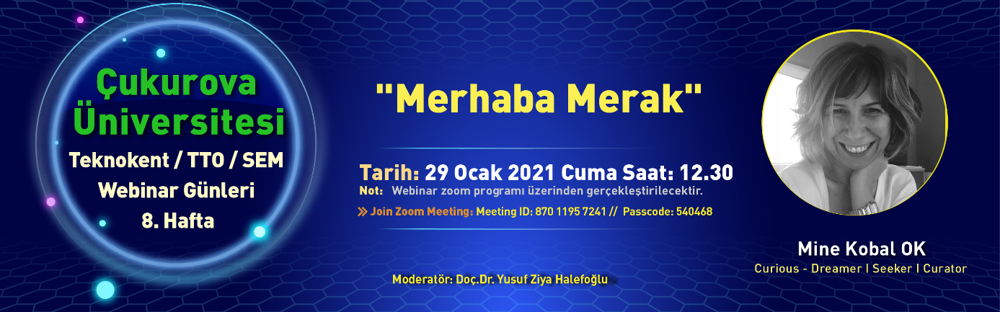 Çukurova
Üniversitesi
Teknokent / TTO / SEM
Webinar Günleri
8. Hafta
"Merhaba Merak"
Tarih: 29 Ocak 2021 Cuma Saat: 12.30
Not: Webinar zoom programı üzerinden gerçekleştirilecektir.
Join Zoom Meeting: Meeting ID: 870 1195 7241 // Passcode: 540468
Moderatör: Doç.Dr. Yusuf Ziya Halefoğlu
Mine Kobal OK
Curious - Dreamer I Seeker I Curator